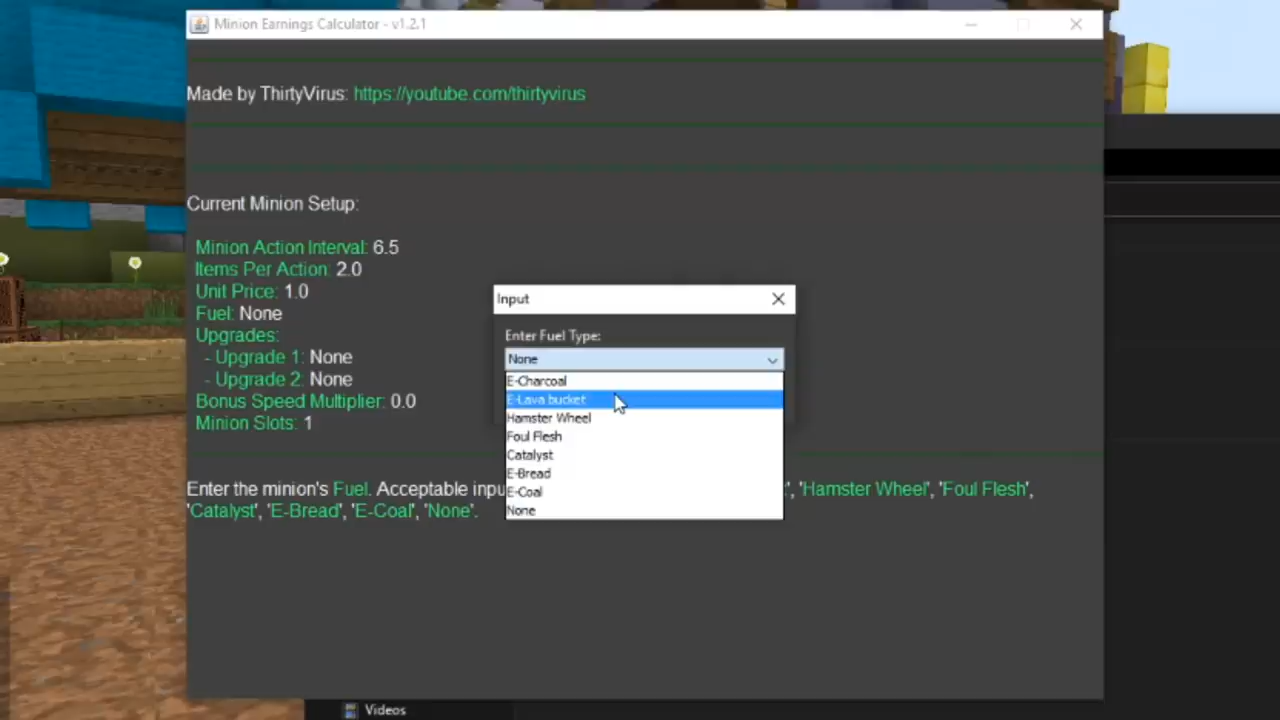 Minion Earnings Calculator - v1.2.1
Made by ThirtyVirus: https://youtube.com/thirtyvirus
Current Minion Setup:
Minion Action Interval: 6.5
Items Per Action: 2.0
Unit Price: 1.0
Fuel: None
Upgrades:
- Upgrade 1: None
- Upgrade 2: None
Bonus Speed Multiplier: 0.0
Minion Slots: 1
Input
Enter Fuel Type:
None
E-Charcoal
E-Lava bucket
Hamster Wheel
Foul Flesh
Catalyst
E-Bread
E-Coal
None
Enter the minion's Fuel. Acceptable inpu ', 'Hamster Wheel', 'Foul Flesh',
'Catalyst', 'E-Bread', 'E-Coal', 'None'.
Videos